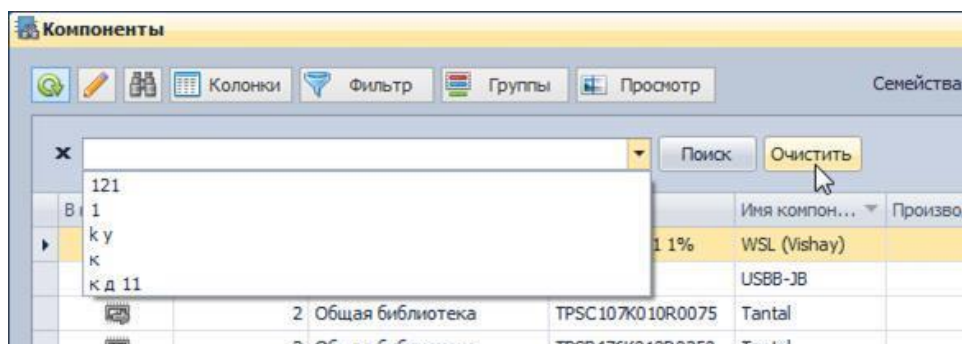 Компоненты
Колонки Фильтр Группы Просмотр Семейства
Поиск Очистить
121
1
k y
к
к д 11
В Имя компон... Произво
1 1% WSL (Vishay)
USBB-JB
2 Общая библиотека TPSC107K010R0075 Tantal